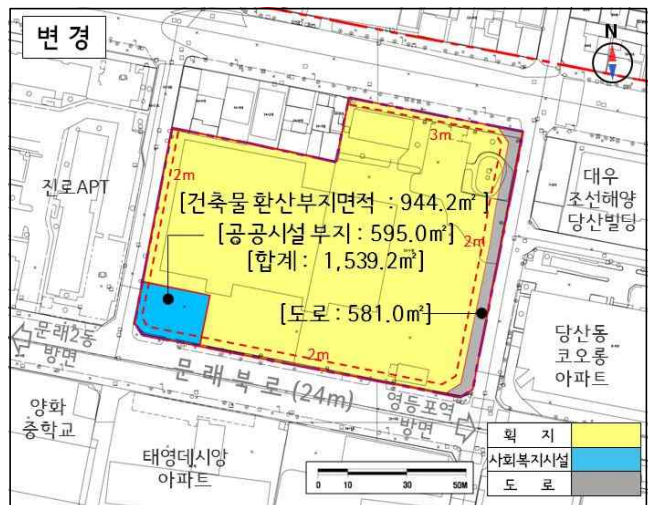 변 경
N
3m
2m
진로APT
대우
조선해양
당산빌딩
[건축물 환산부지면적 : 944.2㎡ ]
[공공시설 부지 : 595.0㎡]
2m
[합계 : 1,539.2㎡]
[도로 : 581.0㎡]
당산동
코오롱
아파트
문래2동
방면
2m
문 래 북 로 (24m)
영등포역
방면
양화
중학교
태영데시앙
아파트
획 지
사회복지시설
도 로
0 10 30 50M